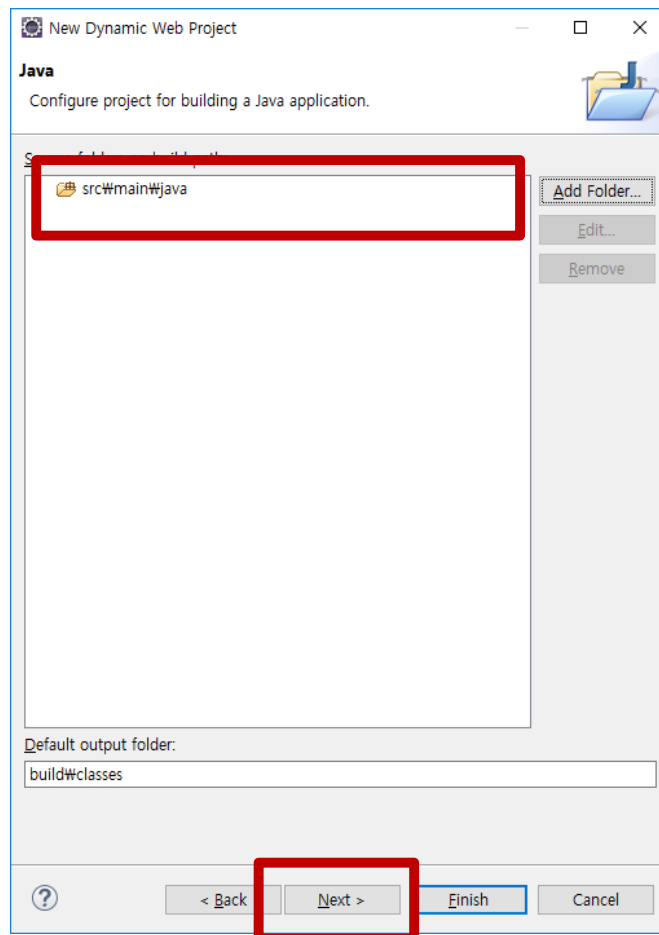 New Dynamic Web Project
Java
Configure project for building a Java application.
src₩main₩java
Add Folder...
Edit...
Remove
Default output folder:
build₩classes
?
< Back
Next >
Finish
Cancel